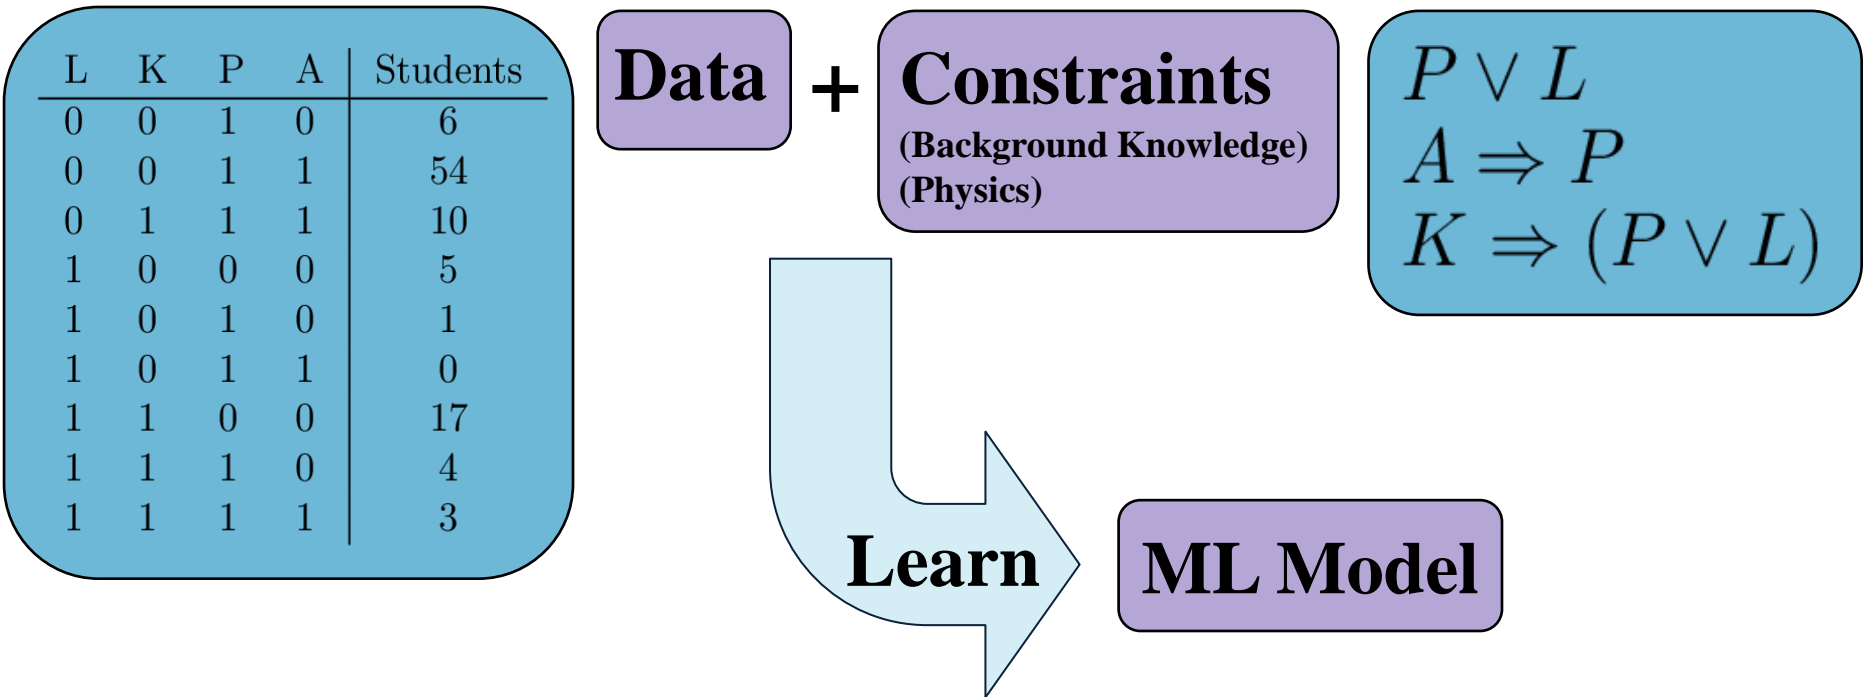 L K P A Students
0 0 1 0 6
0 0 1 1 54
0 1 1 1 10
1 0 0 0 5
1 0 1 0 1
1 0 1 1 0
1 1 0 0 17
1 1 1 0 4
1 1 1 1 3
Data
+
Constraints
(Background Knowledge)
(Physics)
P ∨ L
A ⇒ P
K ⇒ (P ∨ L)
Learn
ML Model